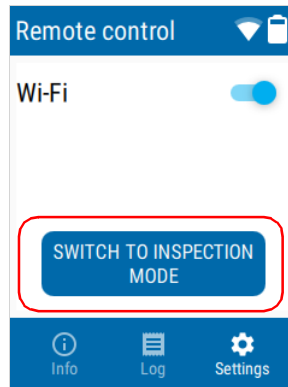 Remote control
Wi-Fi
SWITCH TO INSPECTION
MODE
Info Log Settings